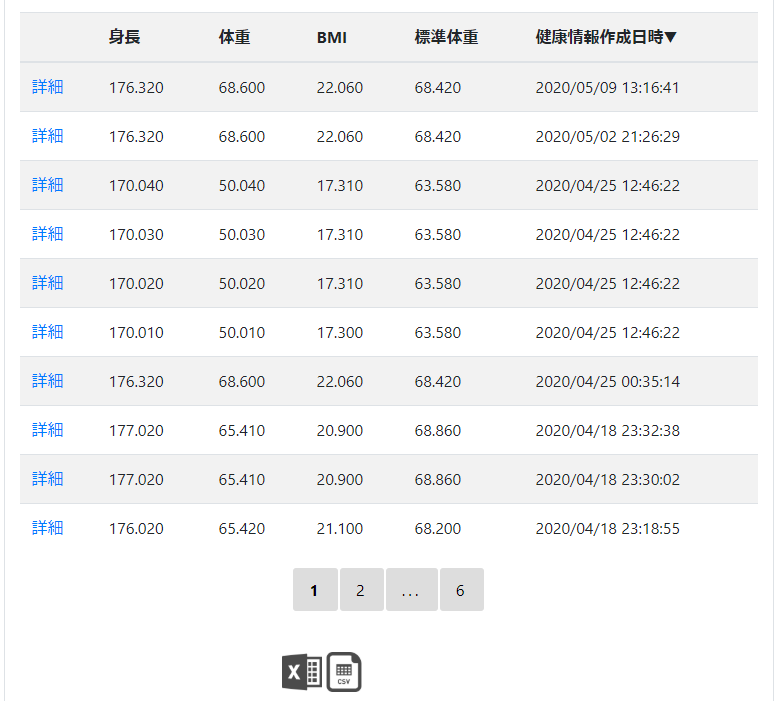 身長 体重 BMI 標準体重 健康情報作成日時▼
詳細 176.320 68.600 22.060 68.420 2020/05/09 13:16:41
詳細 176.320 68.600 22.060 68.420 2020/05/02 21:26:29
詳細 170.040 50.040 17.310 63.580 2020/04/25 12:46:22
詳細 170.030 50.030 17.310 63.580 2020/04/25 12:46:22
詳細 170.020 50.020 17.310 63.580 2020/04/25 12:46:22
詳細 170.010 50.010 17.300 63.580 2020/04/25 12:46:22
詳細 176.320 68.600 22.060 68.420 2020/04/25 00:35:14
詳細 177.020 65.410 20.900 68.860 2020/04/18 23:32:38
詳細 177.020 65.410 20.900 68.860 2020/04/18 23:30:02
詳細 176.020 65.420 21.100 68.200 2020/04/18 23:18:55
1 2 ... 6
X CSV